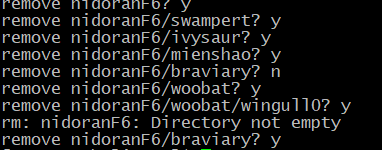 remove nidoranF6? y
remove nidoranF6/swampert? y
remove nidoranF6/ivysaur? y
remove nidoranF6/mienshao? y
remove nidoranF6/braviary? n
remove nidoranF6/woobat? y
remove nidoranF6/woobat/wingull0? y
rm: nidoranF6: Directory not empty
remove nidoranF6/braviary? y